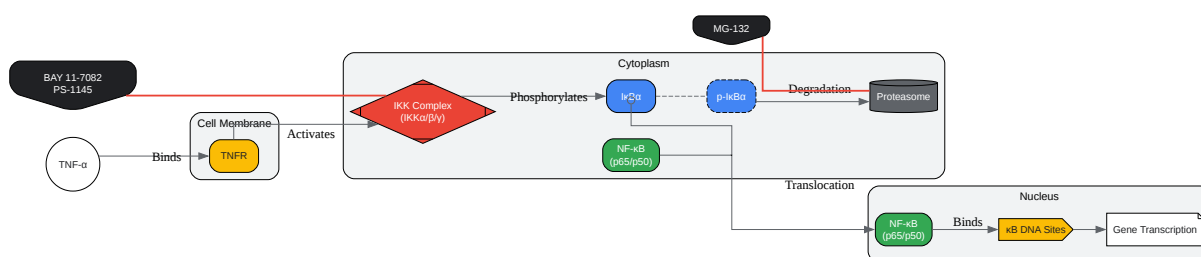 MG-132
BAY 11-7082
PS-1145
Cytoplasm
IKK Complex
(IKKα/β/γ)
Phosphorylates
IκBα
p-IκBα
Degradation
Proteasome
Cell Membrane
Activates
TNF-α
Binds
TNFR
NF-κB
(p65/p50)
Translocation
Nucleus
NF-κB
(p65/p50)
Binds
κB DNA Sites
Gene Transcription